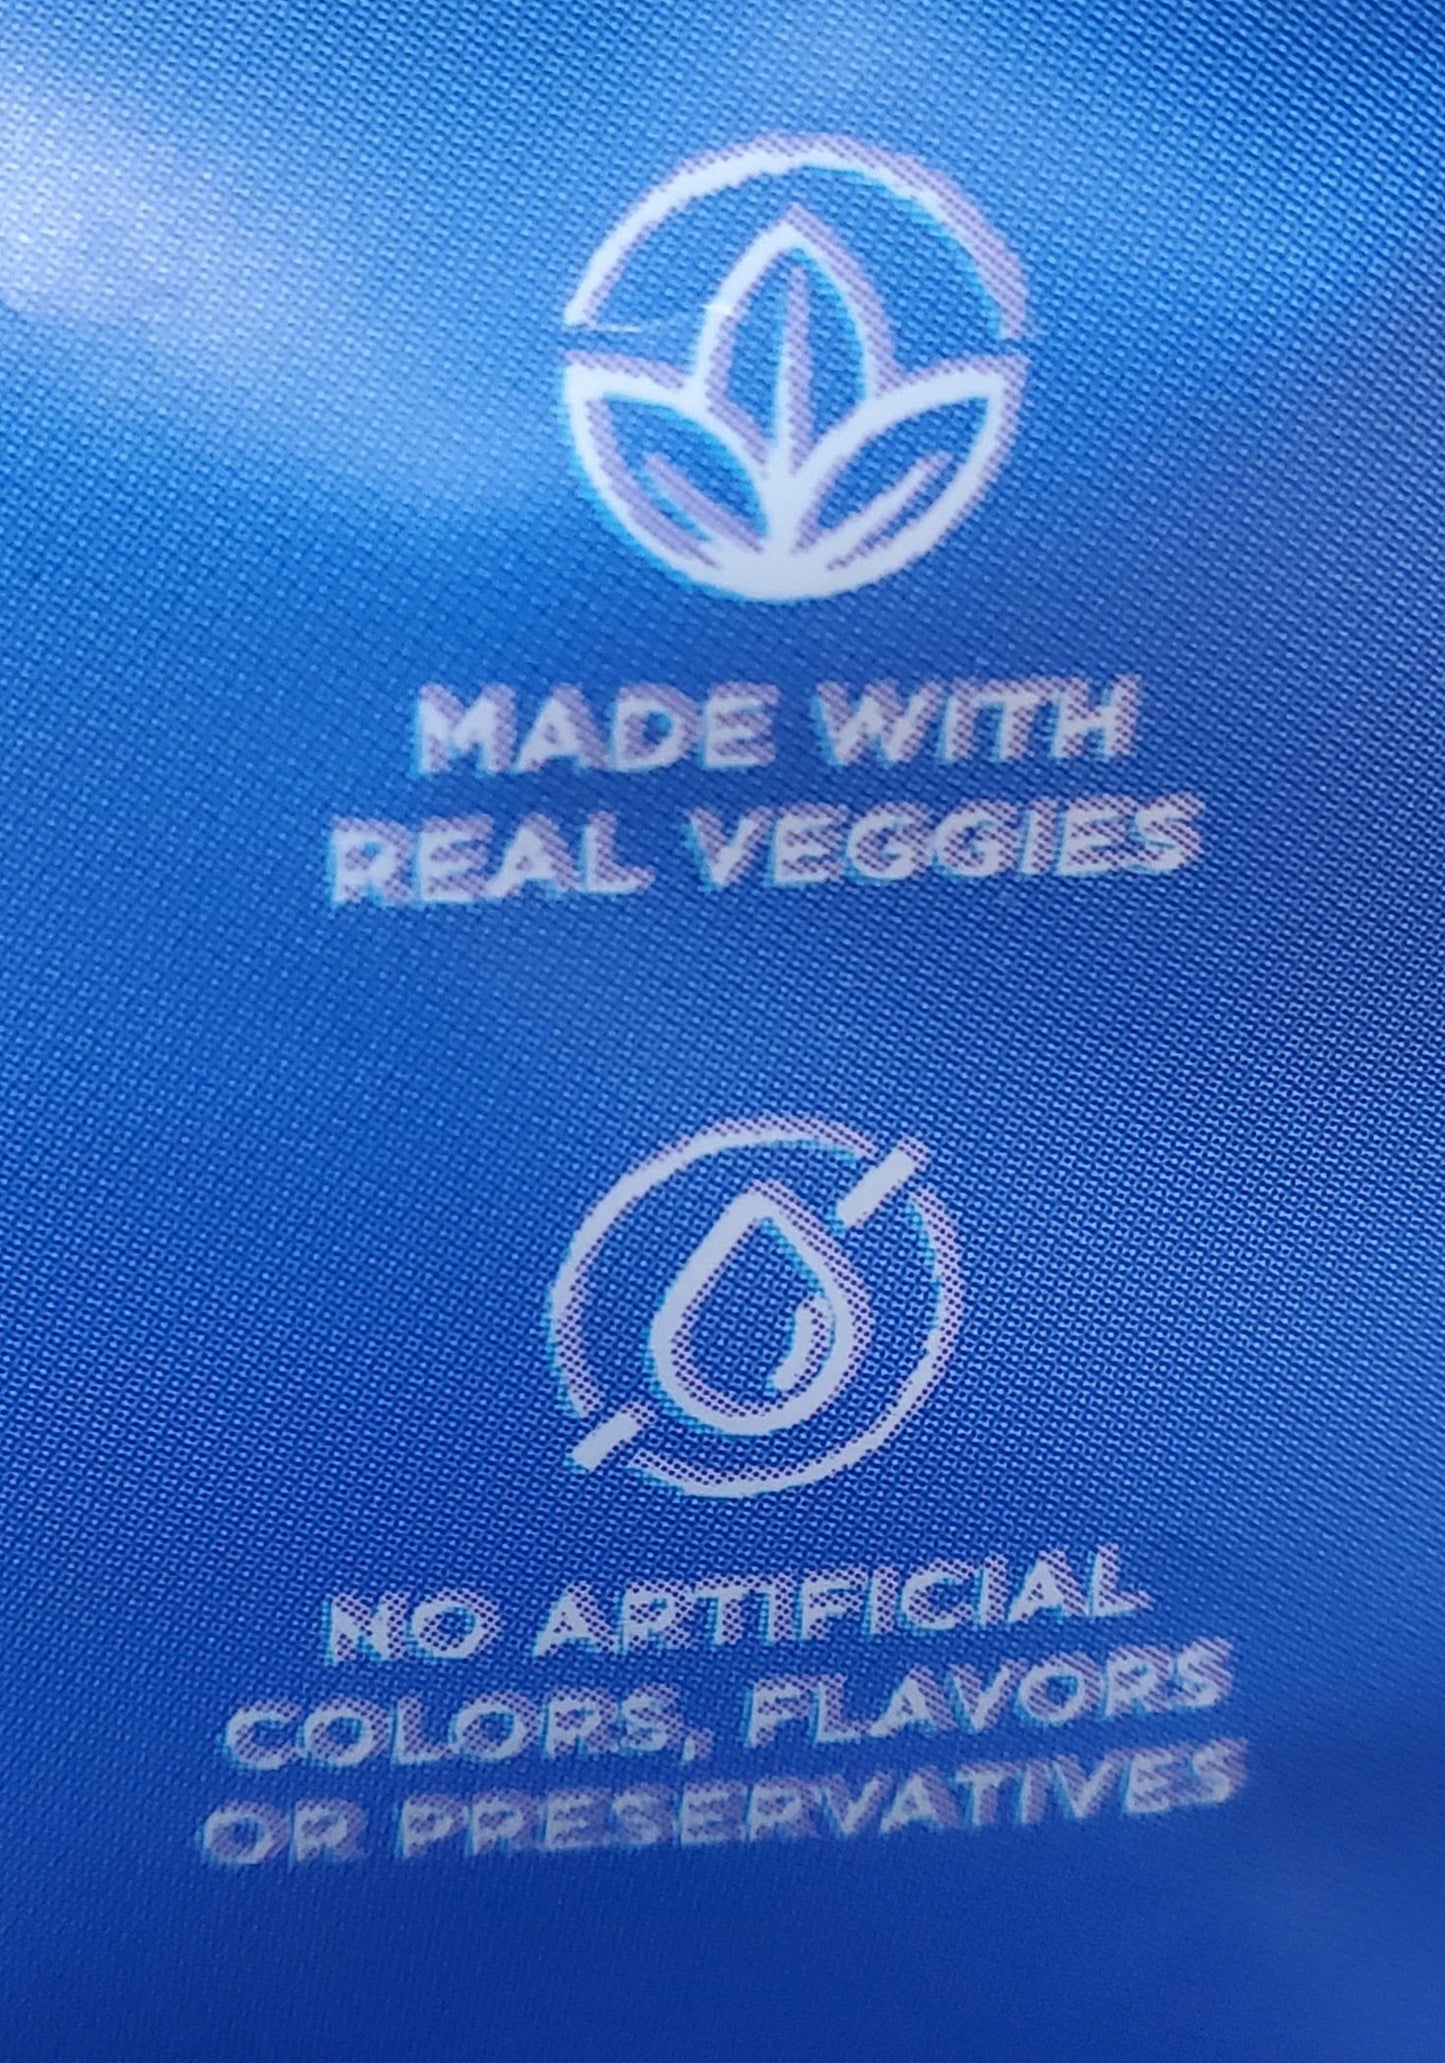 MADE WITH
REAL VEGGIES
NO ARTIFICIAL
COLORS, FLAVORS
OR PRESERVATIVES